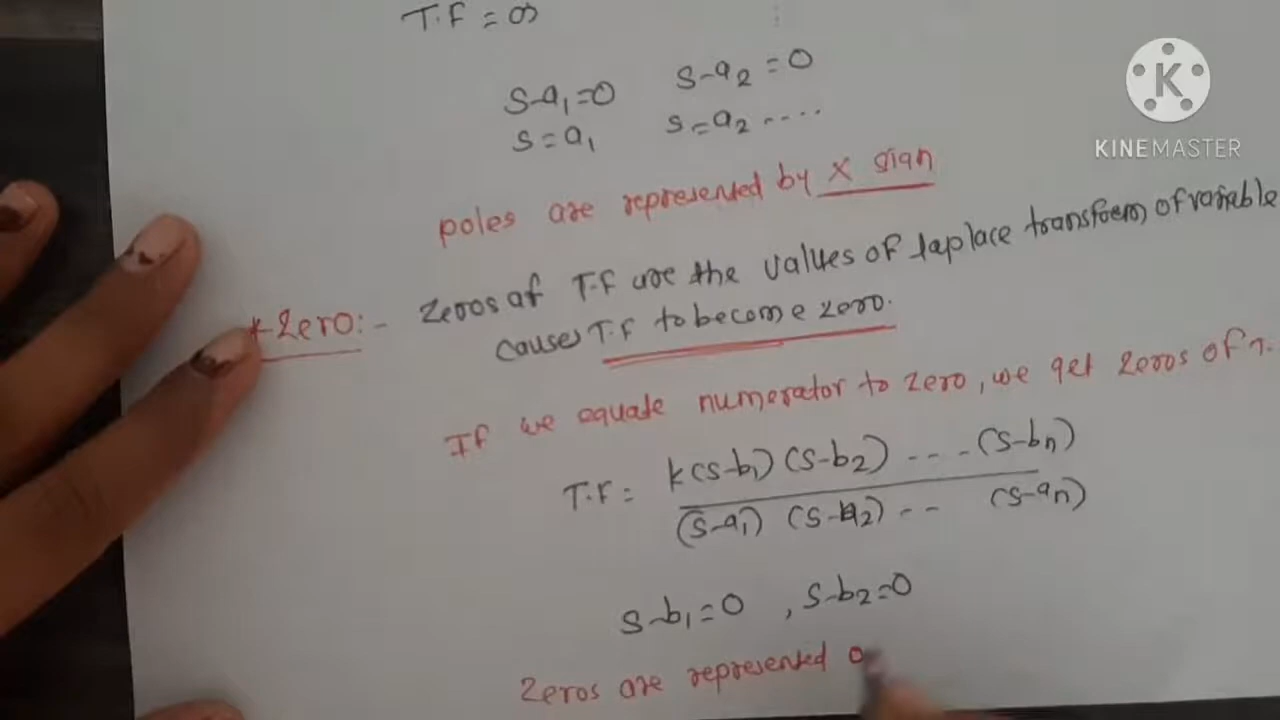 T.F = ∞
S-a1=0 S-a2=0
S=a1 S=a2 ....
poles are represented by X sign
*Zero:- Zeros of T.F are the values of laplace transform of variable
causes T.F to become zero.
If we equate numerator to zero, we get zeros of
T.F = K(S-b1) (S-b2) ---- (S-bn)
(S-a1) (S-a2) -- (S-an)
S-b1=0 , S-b2=0
Zeros are represented
K
KINEMASTER